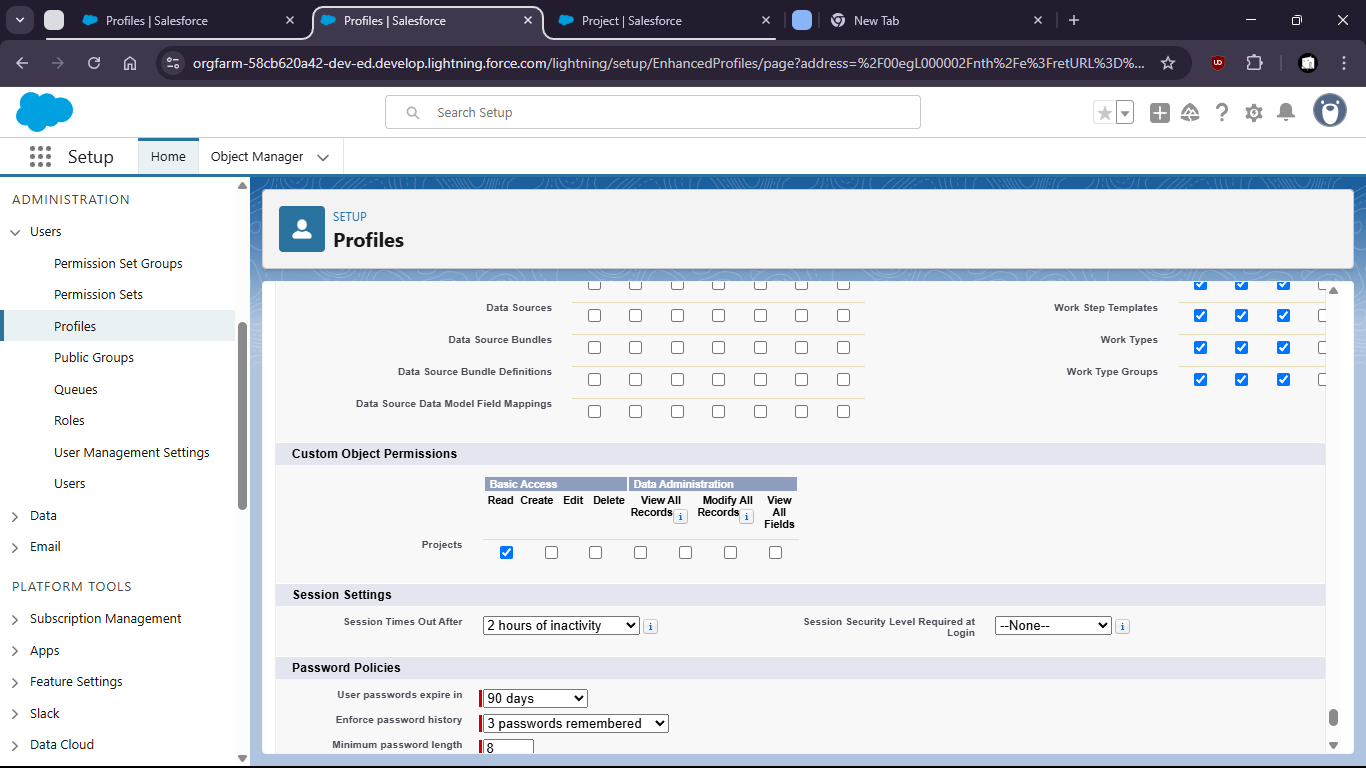 Profiles | Salesforce
Profiles | Salesforce
Project | Salesforce
New Tab
orgfarm-58cb620a42-dev-ed.develop.lightning.force.com/lightning/setup/EnhancedProfiles/page?address=%2F00egL000002Fnth%2Fe%3FretURL%3D%...
UD
Search Setup
Setup
Home
Object Manager
ADMINISTRATION
Users
Permission Set Groups
Permission Sets
Profiles
Public Groups
Queues
Roles
User Management Settings
Users
Data
Email
PLATFORM TOOLS
Subscription Management
Apps
Feature Settings
Slack
Data Cloud
SETUP
Profiles
Data Sources
Work Step Templates
Data Source Bundles
Work Types
Data Source Bundle Definitions
Work Type Groups
Data Source Data Model Field Mappings
Custom Object Permissions
Basic Access Data Administration
Read Create Edit Delete View All Records i Modify All Records i View All Fields
Projects
Session Settings
Session Times Out After 2 hours of inactivity i
Session Security Level Required at Login --None-- i
Password Policies
User passwords expire in 90 days
Enforce password history 3 passwords remembered
Minimum password length 8